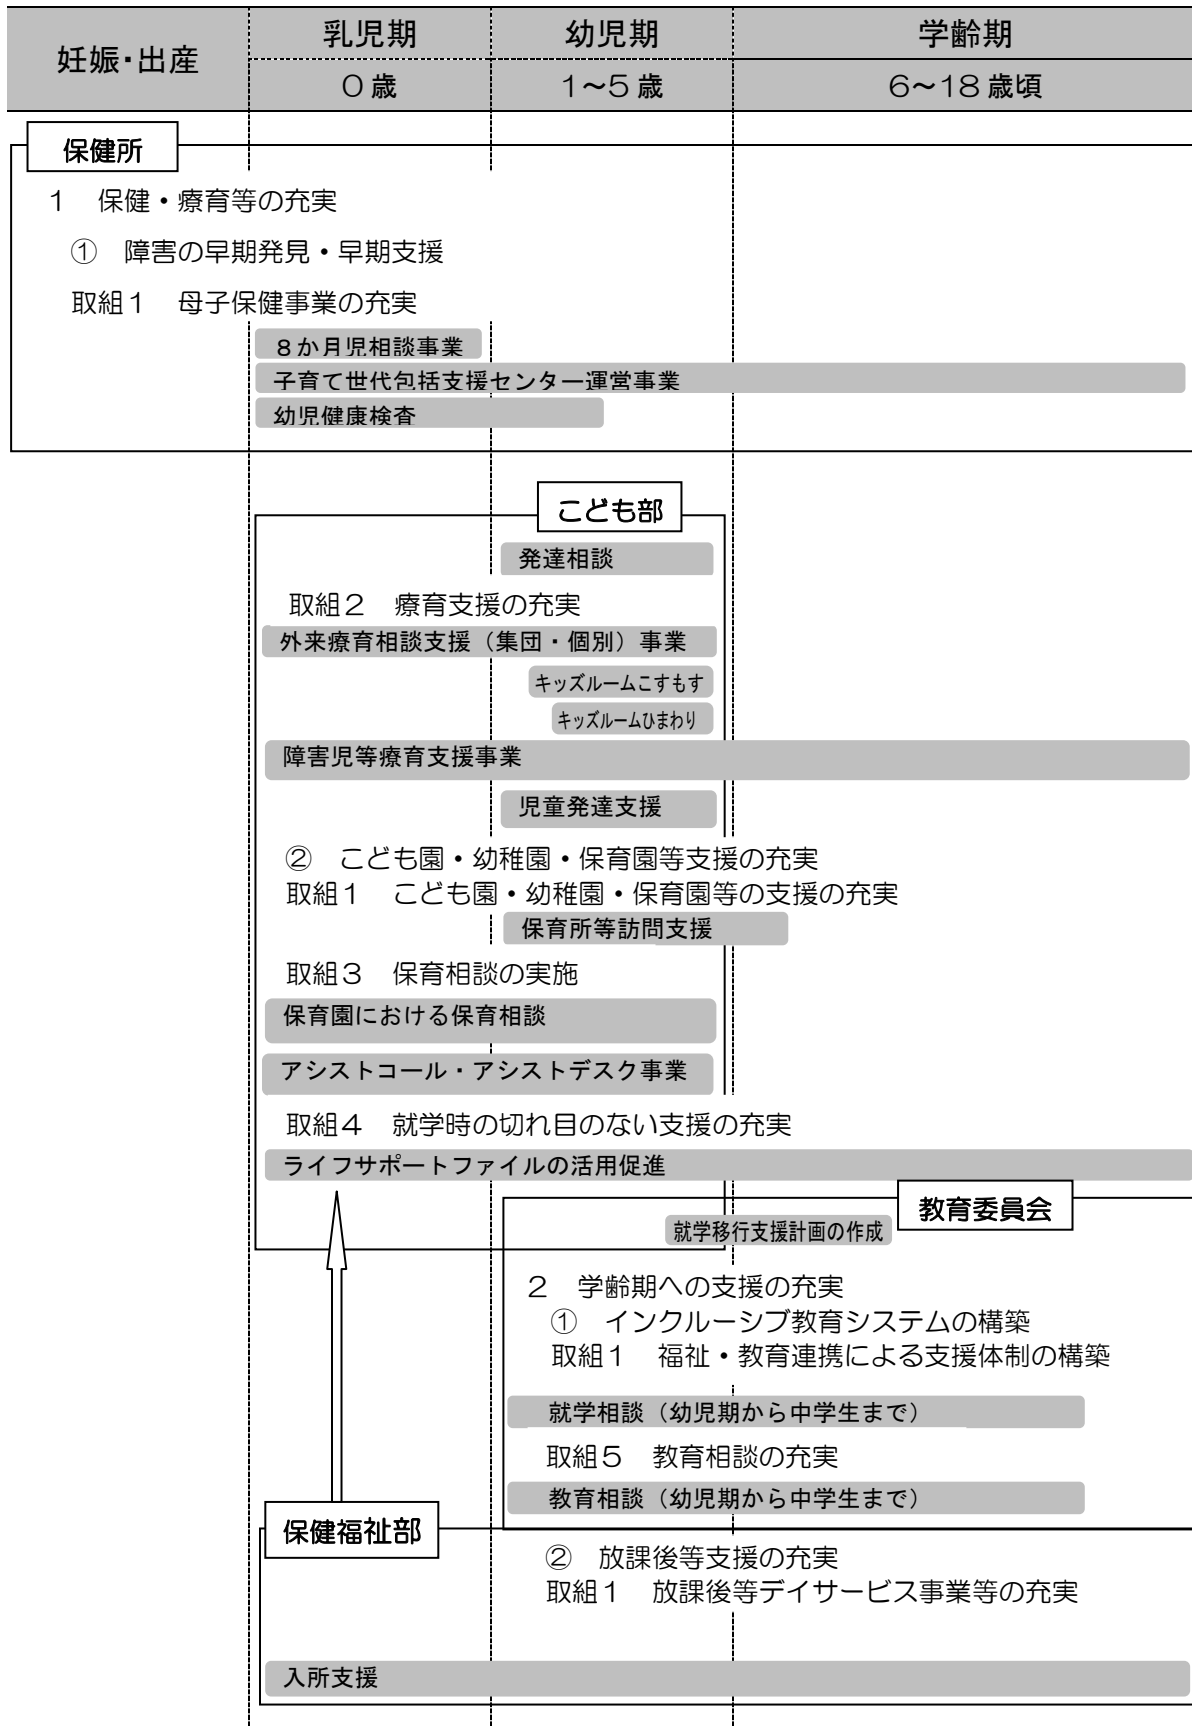 妊娠・出産
乳児期
幼児期
学齢期
0歳
1~5歳
6~18歳頃
保健所
1 保健・療育等の充実
① 障害の早期発見・早期支援
取組1 母子保健事業の充実
8か月児相談事業
子育て世代包括支援センター運営事業
幼児健康検査
こども部
発達相談
取組2 療育支援の充実
外来療育相談支援(集団・個別)事業
キッズルームこすもす
キッズルームひまわり
障害児等療育支援事業
児童発達支援
② こども園・幼稚園・保育園等支援の充実
取組1 こども園・幼稚園・保育園等の支援の充実
保育所等訪問支援
取組3 保育相談の実施
保育園における保育相談
アシストコール・アシストデスク事業
取組4 就学時の切れ目のない支援の充実
ライフサポートファイルの活用促進
教育委員会
就学移行支援計画の作成
2 学齢期への支援の充実
① インクルーシブ教育システムの構築
取組1 福祉・教育連携による支援体制の構築
就学相談(幼児期から中学生まで)
取組5 教育相談の充実
教育相談(幼児期から中学生まで)
保健福祉部
② 放課後等支援の充実
取組1 放課後等デイサービス事業等の充実
入所支援